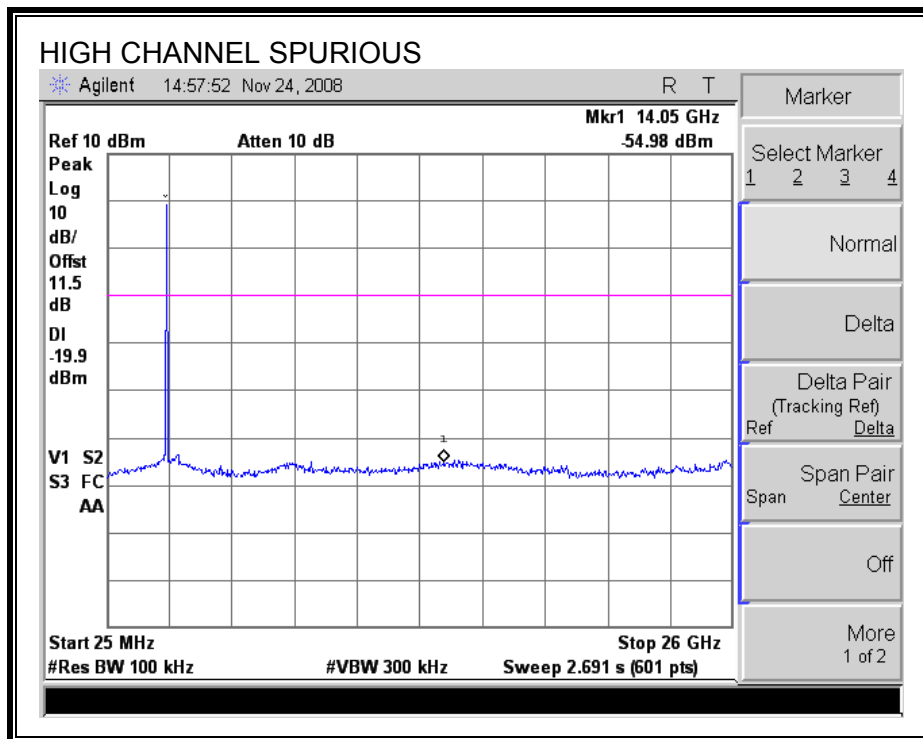 HIGH CHANNEL SPURIOUS
Agilent 14:57:52 Nov 24, 2008 R T
Mkr1 14.05 GHz
Ref 10 dBm Atten 10 dB -54.98 dBm
Peak
Log
10
dB/
Offst
11.5
dB
DI
-19.9
dBm
1
V1 S2
S3 FC
AA
Start 25 MHz Stop 26 GHz
#Res BW 100 kHz #VBW 300 kHz Sweep 2.691 s (601 pts)
Marker
Select Marker
1 2 3 4
Normal
Delta
Delta Pair
(Tracking Ref)
Ref Delta
Span Pair
Span Center
Off
More
1 of 2